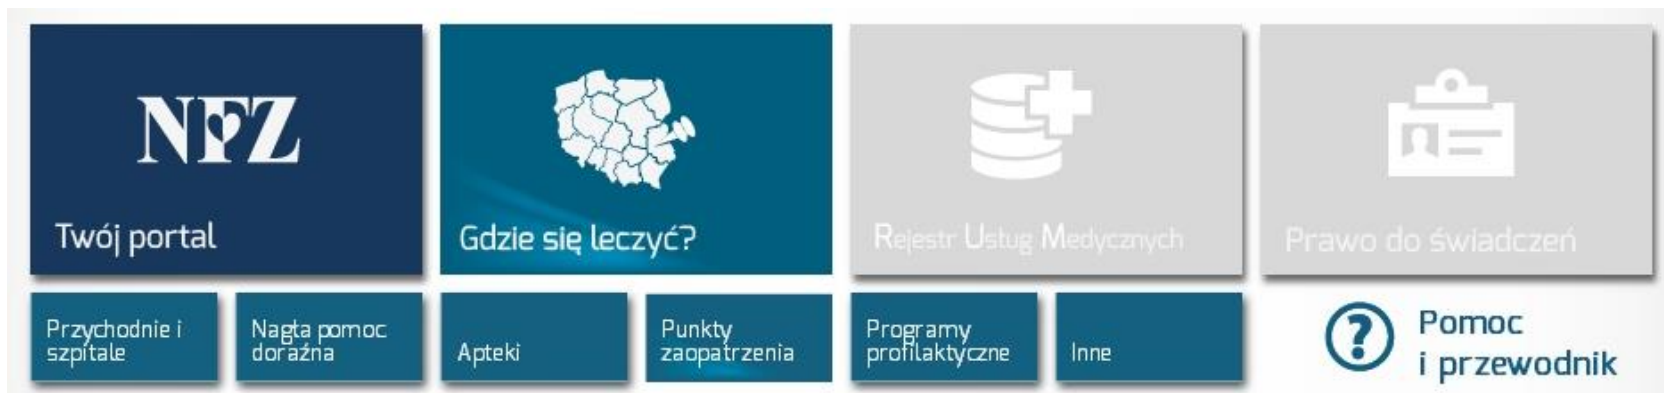 NFZ
Twój portal
Gdzie się leczyć?
Rejestr Usług Medycznych
Prawo do świadczeń
Przychodnie i
szpitale
Nagła pomoc
doraźna
Apteki
Punkty
zaopatrzenia
Programy
profilaktyczne
Inne
?
Pomoc
i przewodnik